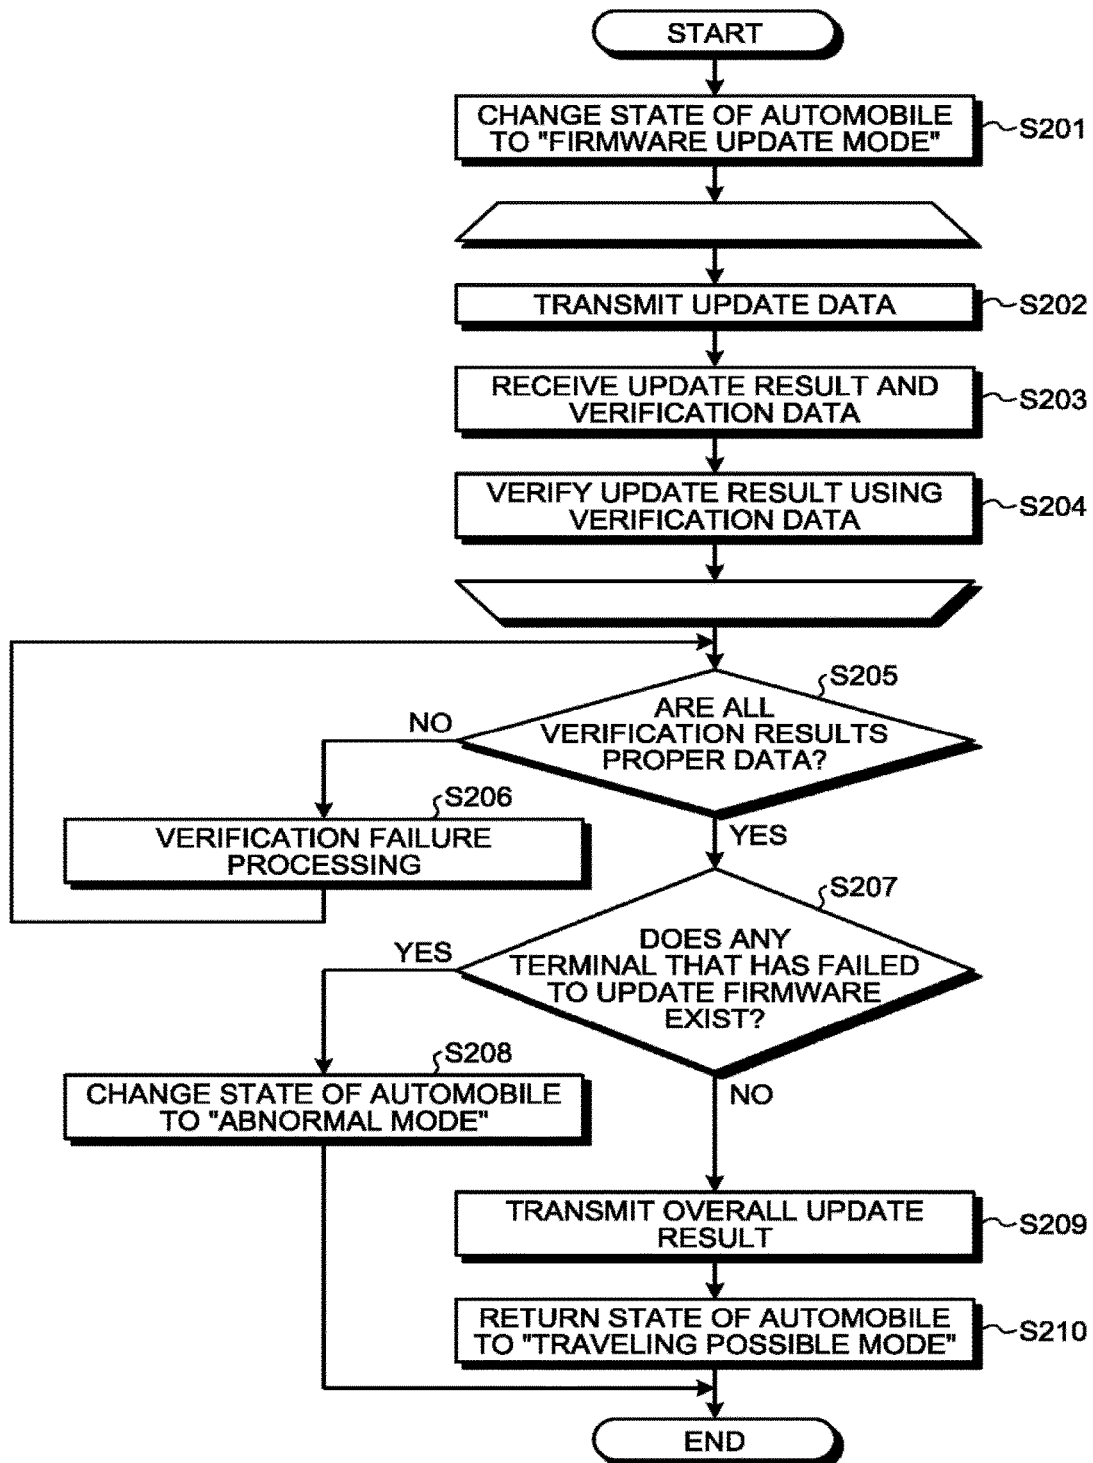 START
CHANGE STATE OF AUTOMOBILE
TO "FIRMWARE UPDATE MODE"
S201
TRANSMIT UPDATE DATA
S202
RECEIVE UPDATE RESULT AND
VERIFICATION DATA
S203
VERIFY UPDATE RESULT USING
VERIFICATION DATA
S204
S205
ARE ALL
VERIFICATION RESULTS
PROPER DATA?
NO
YES
S206
VERIFICATION FAILURE
PROCESSING
S207
DOES ANY
TERMINAL THAT HAS FAILED
TO UPDATE FIRMWARE
EXIST?
YES
NO
S208
CHANGE STATE OF AUTOMOBILE
TO "ABNORMAL MODE"
TRANSMIT OVERALL UPDATE
RESULT
S209
RETURN STATE OF AUTOMOBILE
TO "TRAVELING POSSIBLE MODE"
S210
END